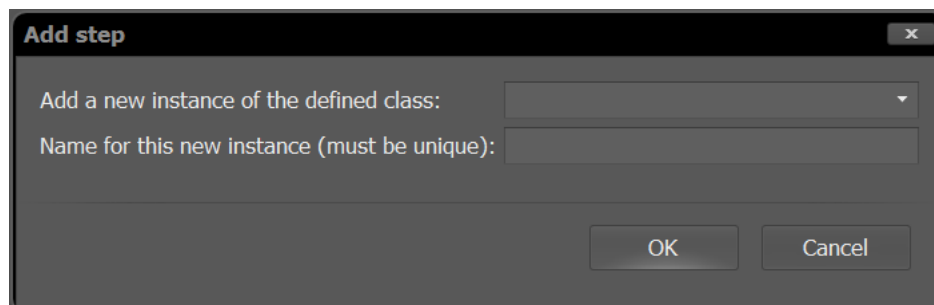 Add step
Add a new instance of the defined class:
Name for this new instance (must be unique):
OK
Cancel